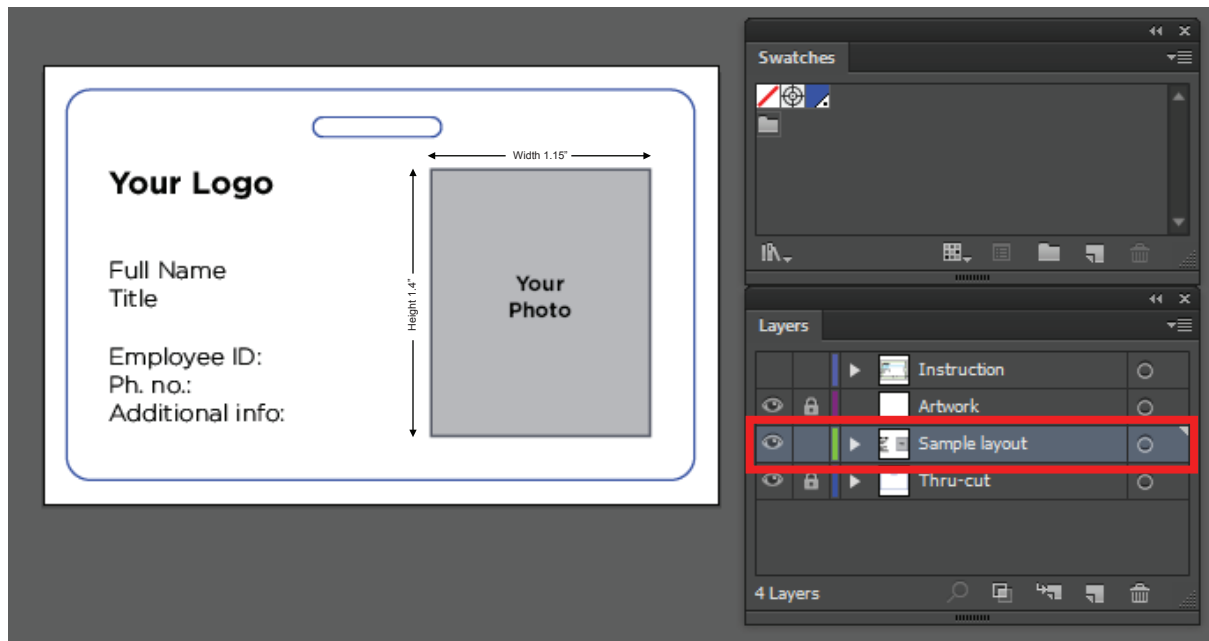 Width 1.15"
Your Logo
Full Name
Title
Employee ID:
Ph. no.:
Additional info:
Height 1.4"
Your
Photo
Swatches
Layers
Instruction
Artwork
Sample layout
Thru-cut
4 Layers